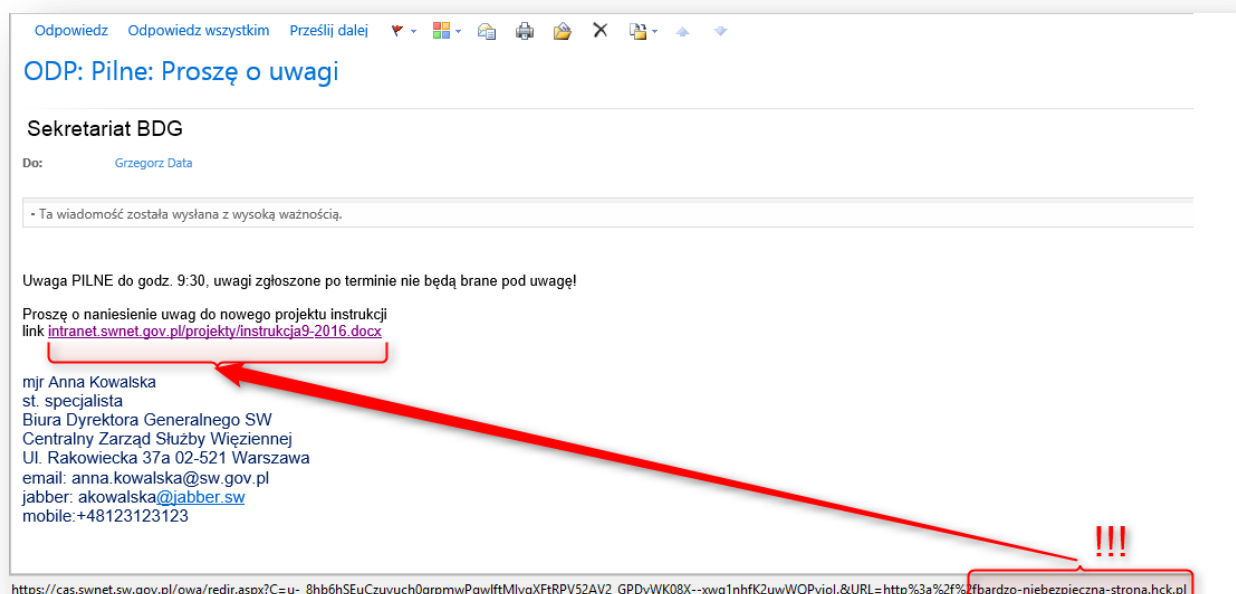 Odpowiedz Odpowiedz wszystkim Prześlij dalej
ODP: Pilne: Proszę o uwagi
Sekretariat BDG
Do: Grzegorz Data
- Ta wiadomość została wysłana z wysoką ważnością.
Uwaga PILNE do godz. 9:30, uwagi zgłoszone po terminie nie będą brane pod uwagę!
Proszę o naniesienie uwag do nowego projektu instrukcji
link intranet.swnet.gov.pl/projekty/instrukcja9-2016.docx
mjr Anna Kowalska
st. specjalista
Biura Dyrektora Generalnego SW
Centralny Zarząd Służby Więziennej
Ul. Rakowiecka 37a 02-521 Warszawa
email: anna.kowalska@sw.gov.pl
jabber: akowalska@jabber.sw
mobile:+48123123123
!!!
https://cas.swnet.sw.gov.pl/owa/redir.aspx?C=u-_8hb6hSEuCzuvuch0grpmwPgwIftMIvgXFtRPV52AV2_GPDvWK08X--xwg1nhfK2uwWOPvjol.&URL=http%3a%2f%2fbardzo-niebezpieczna-strona.hck.pl